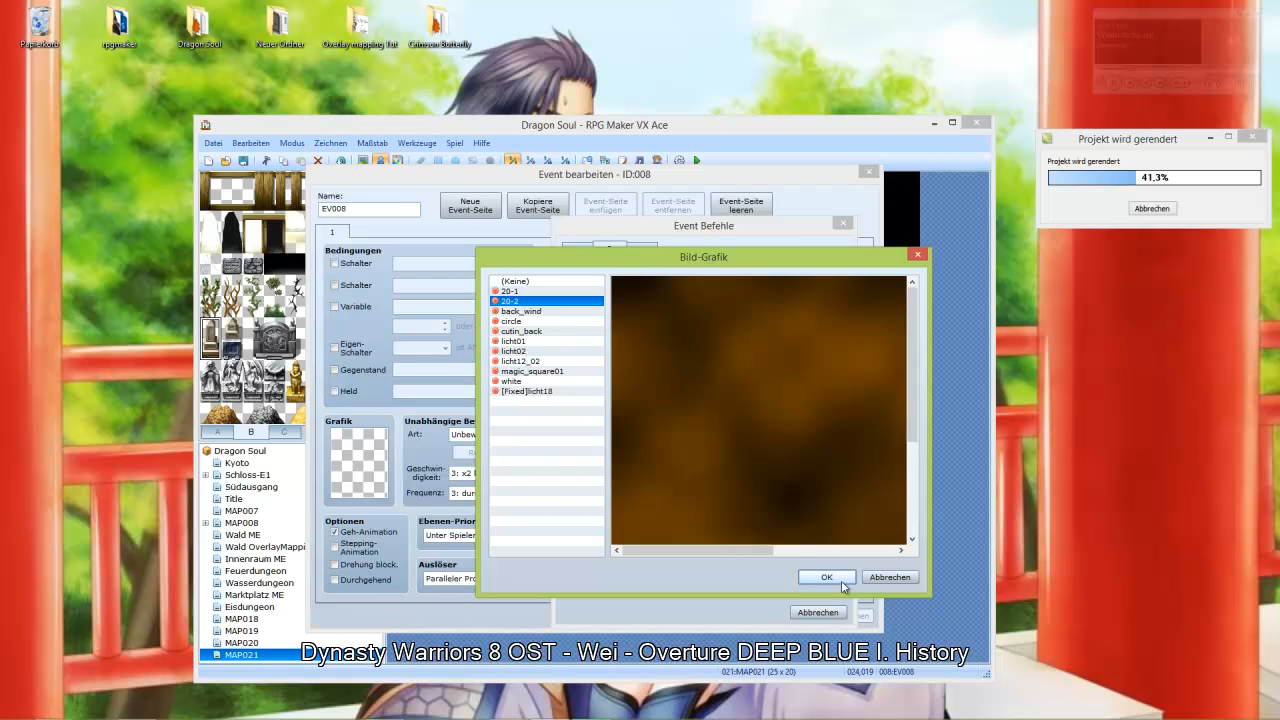 Papierkorb
rpgmaker
Dragon Soul
Neuer Ordner
Overlay mapping Tut
Crimson Butterfly
Dragon Soul - RPG Maker VX Ace
Datei Bearbeiten Modus Zeichnen Maßstab Werkzeuge Spiel Hilfe
Projekt wird gerendert
Projekt wird gerendert
41,3%
Abbrechen
Event bearbeiten - ID:008
Name:
EV008
Neue Event-Seite
Kopiere Event-Seite
Event-Seite einfügen
Event-Seite entfernen
Event-Seite leeren
1
Event Befehle
Bedingungen
Schalter
Schalter
Variable
oder
Eigen-Schalter
Gegenstand
Held
Grafik
Art:
Geschwin-
digkeit:
3: x2
Frequenz:
Optionen
Geh-Animation
Stepping-
Animation
Drehung block.
Durchgehend
Auslöser
Bild-Grafik
(Keine)
20-1
20-2
back_wind
circle
cutin_back
licht01
licht02
licht12_02
magic_square01
white
[Fixed]licht18
OK
Abbrechen
Abbrechen
A B C
Dragon Soul
Kyoto
Schloss-E1
Südausgang
Title
MAP007
MAP008
Wald ME
Wald OverlayMappi
Innenraum ME
Feuerdungeon
Wasserdungeon
Marktplatz ME
Eisdungeon
MAP018
MAP019
MAP020
MAP021
Dynasty Warriors 8 OST - Wei - Overture DEEP BLUE I. History
021:MAP021 (25 x 20)
024,019
008:EV008